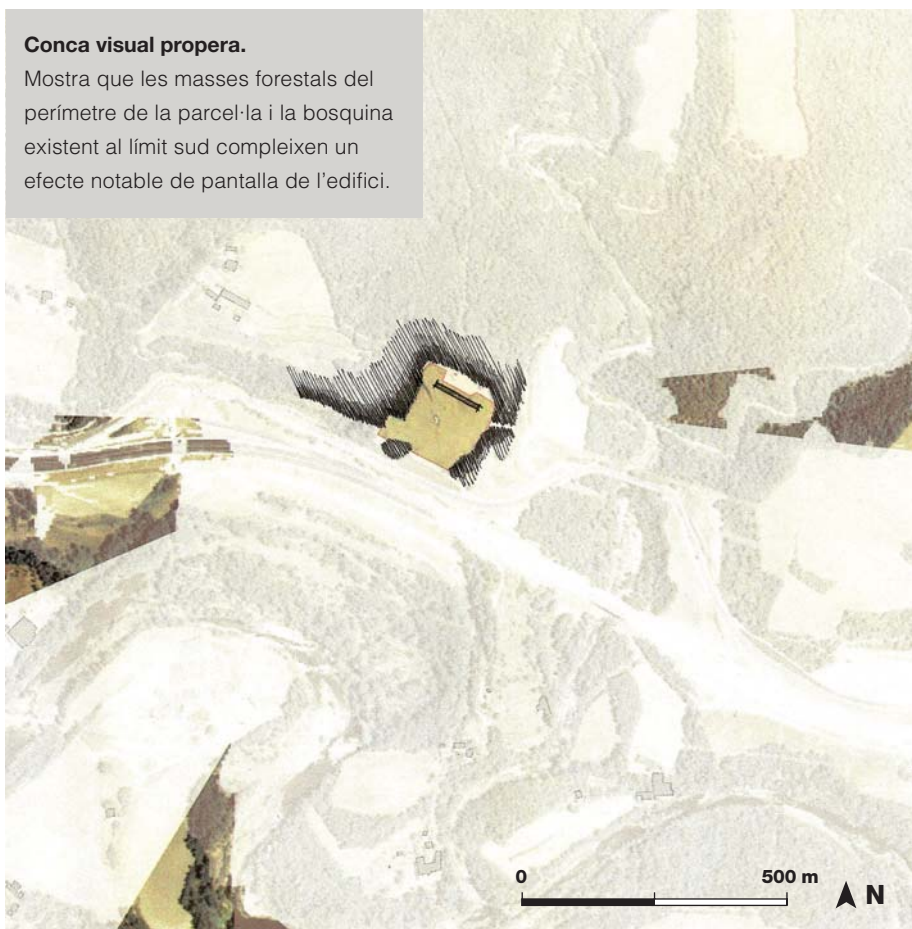 Conca visual propera.
Mostra que les masses forestals del
perímetre de la parcel·la i la bosquina
existent al límit sud compleixen un
efecte notable de pantalla de l’edifici.
0 500 m
N